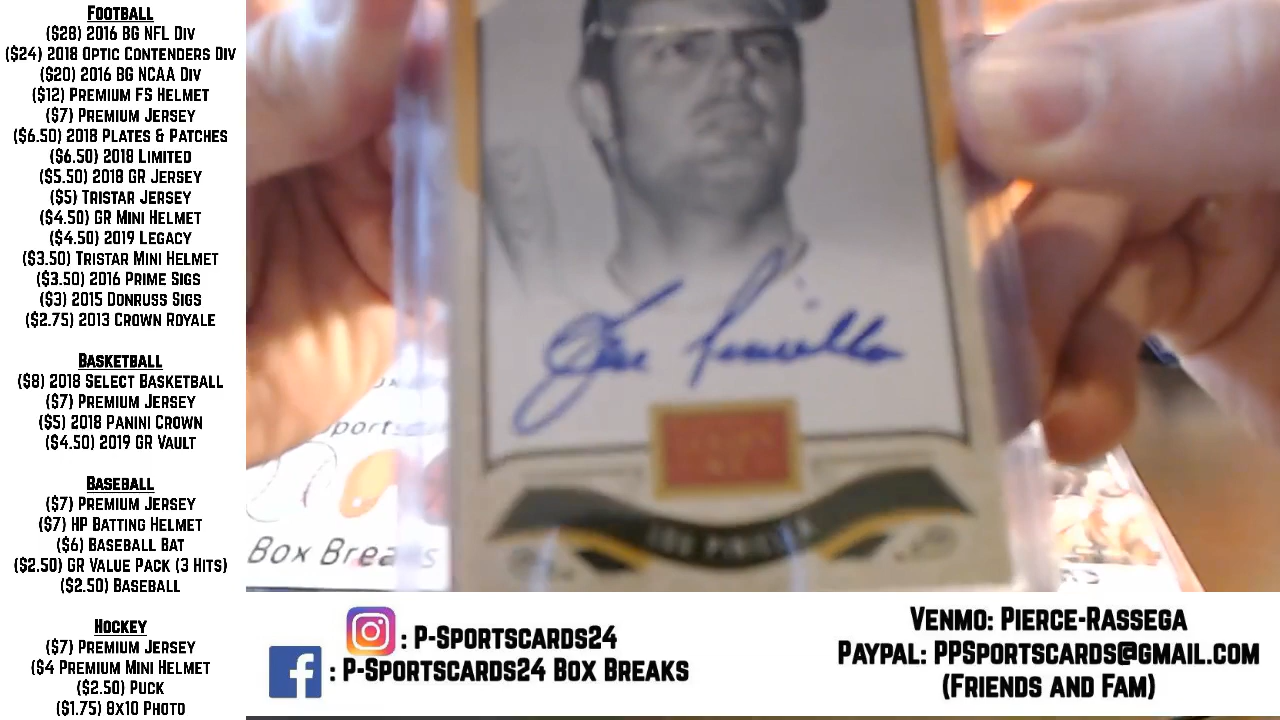 Football
($28) 2016 BG NFL Div
($24) 2018 Optic Contenders Div
($20) 2016 BG NCAA Div
($12) Premium FS Helmet
($7) Premium Jersey
($6.50) 2018 Plates & Patches
($6.50) 2018 Limited
($5.50) 2018 GR Jersey
($5) Tristar Jersey
($4.50) GR Mini Helmet
($4.50) 2019 Legacy
($3.50) Tristar Mini Helmet
($3.50) 2016 Prime Sigs
($3) 2015 Donruss Sigs
($2.75) 2013 Crown Royale
Basketball
($8) 2018 Select Basketball
($7) Premium Jersey
($5) 2018 Panini Crown
($4.50) 2019 GR Vault
Baseball
($7) Premium Jersey
($7) HP Batting Helmet
($6) Baseball Bat
($2.50) GR Value Pack (3 Hits)
($2.50) Baseball
Hockey
($7) Premium Jersey
($4 Premium Mini Helmet
($2.50) Puck
($1.75) 8x10 Photo
Lou Piniella
LOU PINIELLA
Box Breaks
: P-Sportscards24
: P-Sportscards24 Box Breaks
Venmo: Pierce-Rassega
Paypal: PPSportscards@gmail.com
(Friends and Fam)